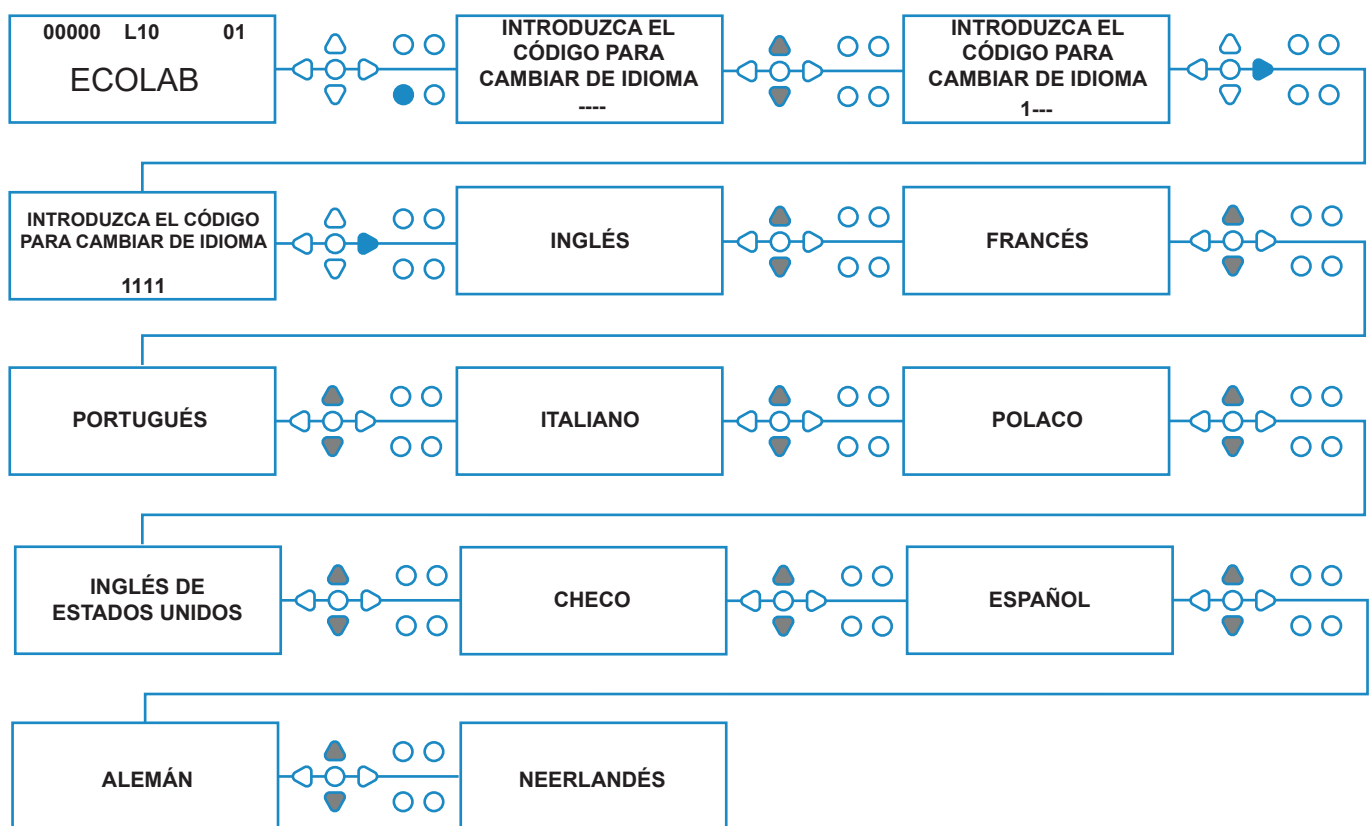 00000 L10 01
ECOLAB
INTRODUZCA EL
CÓDIGO PARA
CAMBIAR DE IDIOMA
----
INTRODUZCA EL
CÓDIGO PARA
CAMBIAR DE IDIOMA
1---
INTRODUZCA EL CÓDIGO
PARA CAMBIAR DE IDIOMA
1111
INGLÉS
FRANCÉS
PORTUGUÉS
ITALIANO
POLACO
INGLÉS DE
ESTADOS UNIDOS
CHECO
ESPAÑOL
ALEMÁN
NEERLANDÉS